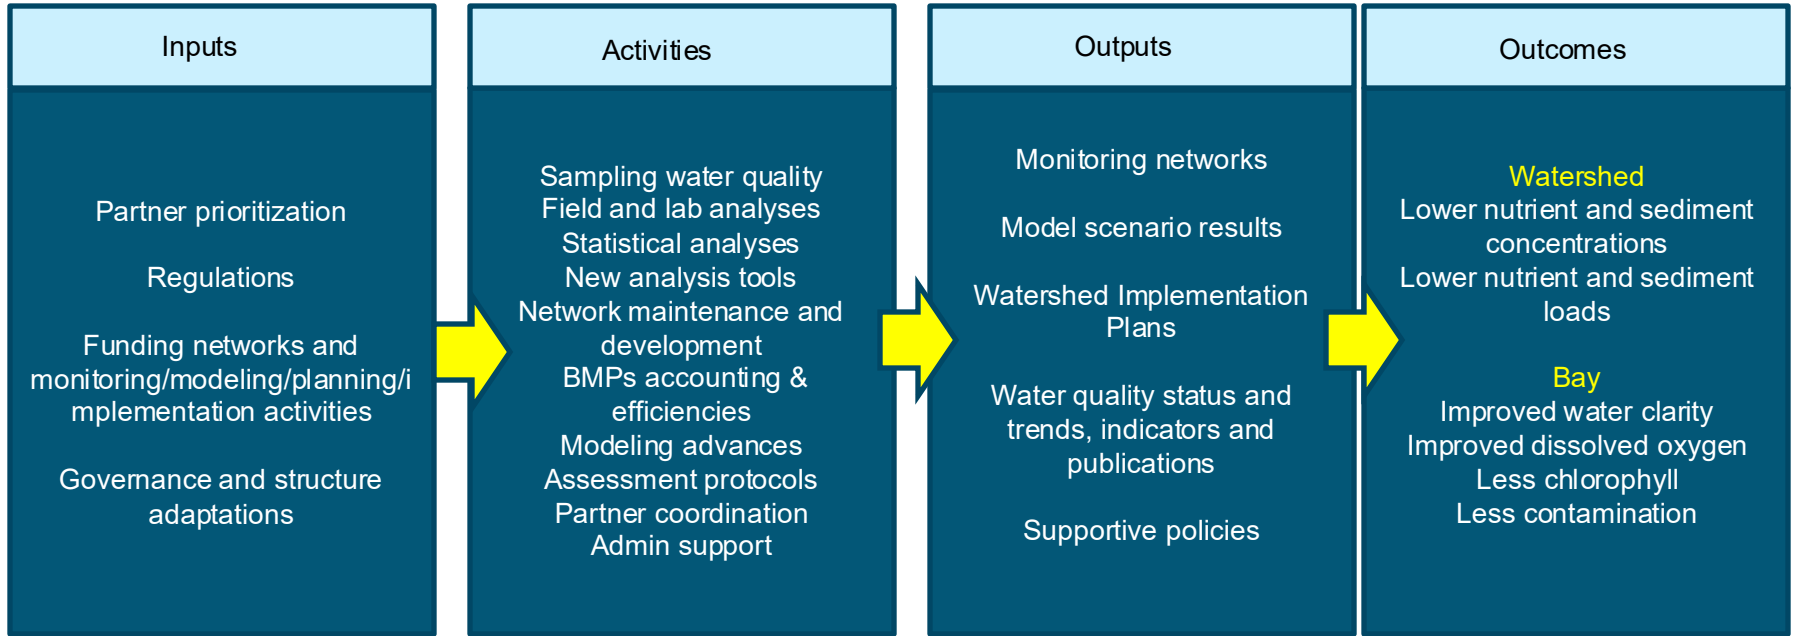 Inputs
Partner prioritization
Regulations
Funding networks and
monitoring/modeling/planning/i
mplementation activities
Governance and structure
adaptations
Activities
Sampling water quality
Field and lab analyses
Statistical analyses
New analysis tools
Network maintenance and
development
BMPs accounting &
efficiencies
Modeling advances
Assessment protocols
Partner coordination
Admin support
Outputs
Monitoring networks
Model scenario results
Watershed Implementation
Plans
Water quality status and
trends, indicators and
publications
Supportive policies
Outcomes
Watershed
Lower nutrient and sediment
concentrations
Lower nutrient and sediment
loads
Bay
Improved water clarity
Improved dissolved oxygen
Less chlorophyll
Less contamination